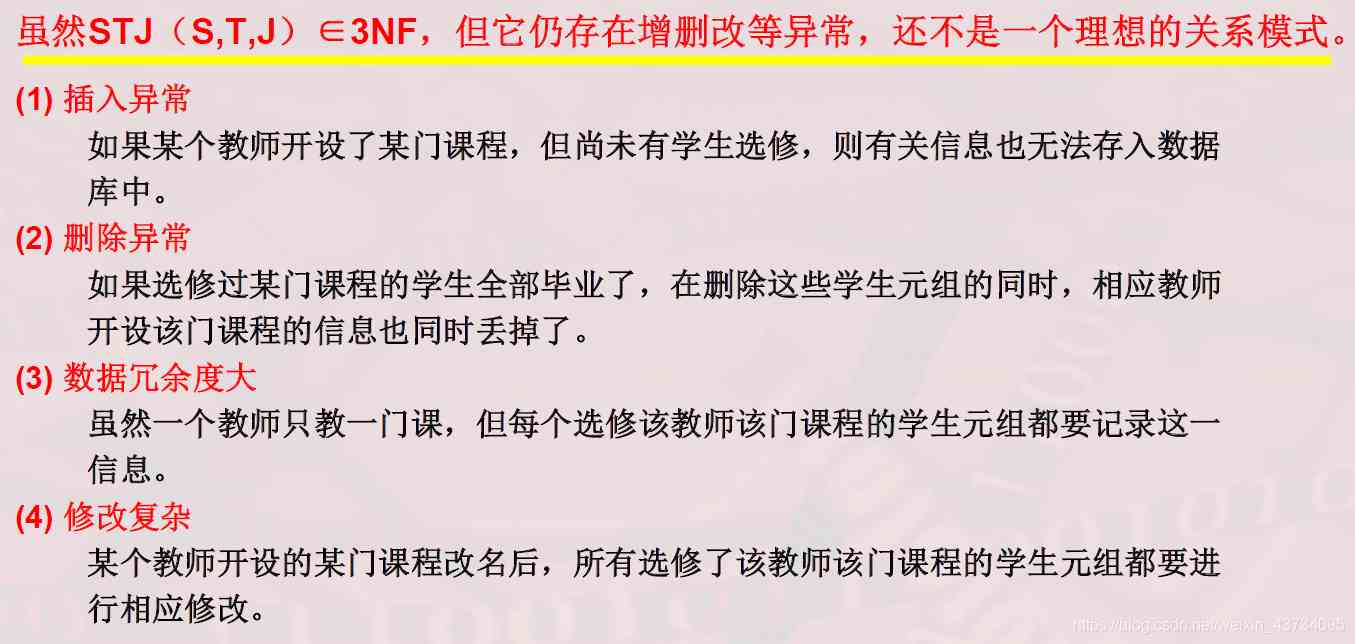 虽然STJ（S,T,J）∈3NF，但它仍存在增删改等异常，还不是一个理想的关系模式。
(1) 插入异常
如果某个教师开设了某门课程，但尚未有学生选修，则有关信息也无法存入数据
库中。
(2) 删除异常
如果选修过某门课程的学生全部毕业了，在删除这些学生元组的同时，相应教师
开设该门课程的信息也同时丢掉了。
(3) 数据冗余度大
虽然一个教师只教一门课，但每个选修该教师该门课程的学生元组都要记录这一
信息。
(4) 修改复杂
某个教师开设的某门课程改名后，所有选修了该教师该门课程的学生元组都要进
行相应修改。
https://blog.csdn.net/weixin_43734095